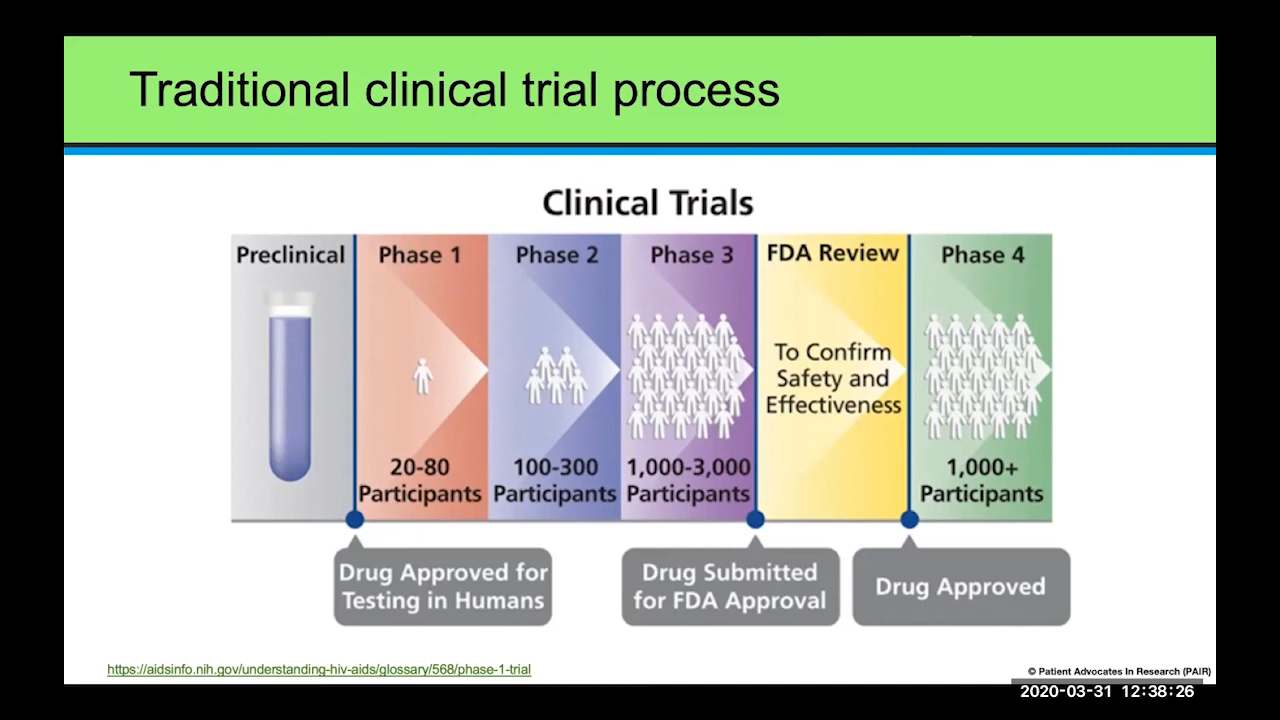 Traditional clinical trial process
Clinical Trials
Preclinical
Phase 1
Phase 2
Phase 3
FDA Review
Phase 4
To Confirm
Safety and
Effectiveness
20-80
Participants
100-300
Participants
1,000-3,000
Participants
1,000+
Participants
Drug Approved for
Testing in Humans
Drug Submitted
for FDA Approval
Drug Approved
https://aidsinfo.nih.gov/understanding-hiv-aids/glossary/568/phase-1-trial
© Patient Advocates In Research (PAIR)
2020-03-31 12:38:26